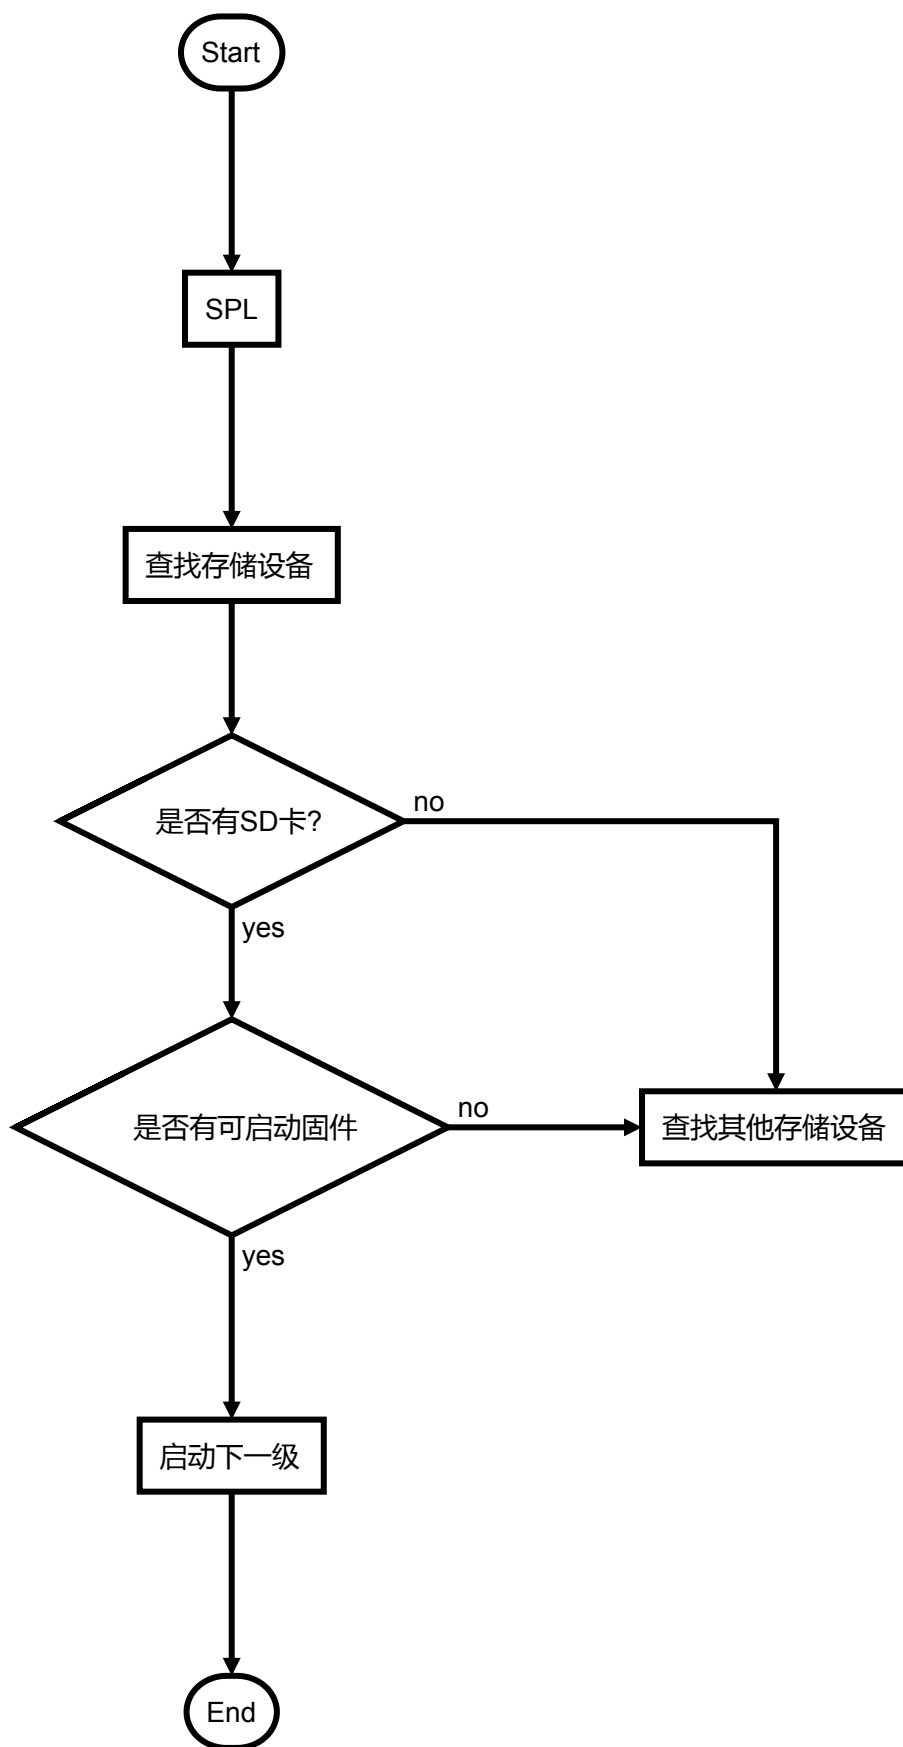 Start
SPL
查找存储设备
是否有SD卡?
no
yes
是否有可启动固件
no
查找其他存储设备
yes
启动下一级
End